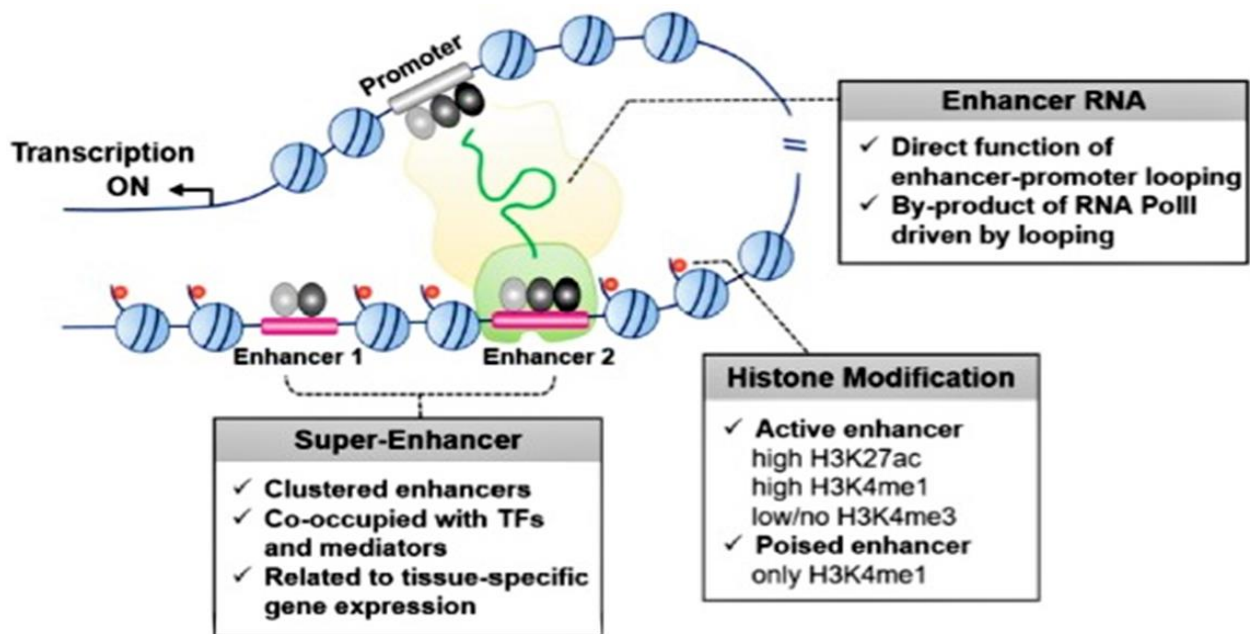 Promoter
Transcription
ON
Enhancer 1
Enhancer 2
Enhancer RNA
✓ Direct function of
enhancer-promoter looping
✓ By-product of RNA PolII
driven by looping
Histone Modification
✓ Active enhancer
high H3K27ac
high H3K4me1
low/no H3K4me3
✓ Poised enhancer
only H3K4me1
Super-Enhancer
✓ Clustered enhancers
✓ Co-occupied with TFs
and mediators
✓ Related to tissue-specific
gene expression